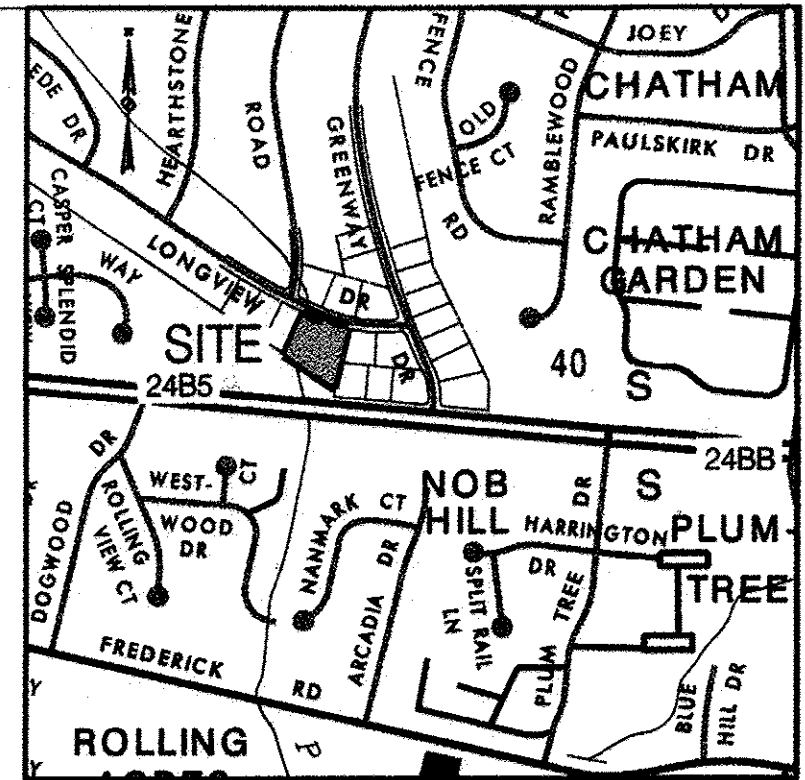 JOEY D
CHATHAM
PAULSKIRK DR
FENCE
OLD
FENCE CT
RD
RAMBLEWOOD
EDE DR
HEARTHSTONE
ROAD
GREENWAY
CHATHAM
GARDEN
CASPER
CT
SPLENDID
WAY
LONGVIEW
DR
DR
SITE
40
S
24B5
24BB
S
DR
WEST-
CT
WOOD
DR
ROLLING
VIEW CT
DOGWOOD
NANMARK CT
NOB
HILL
HARRINGTON
DR
PLUM
TREE
DR
TREE
PLUM
ARCADIA DR
SPLIT RAIL
LN
FREDERICK
RD
BLUE
HILL DR
Y
Y
ROLLING
P